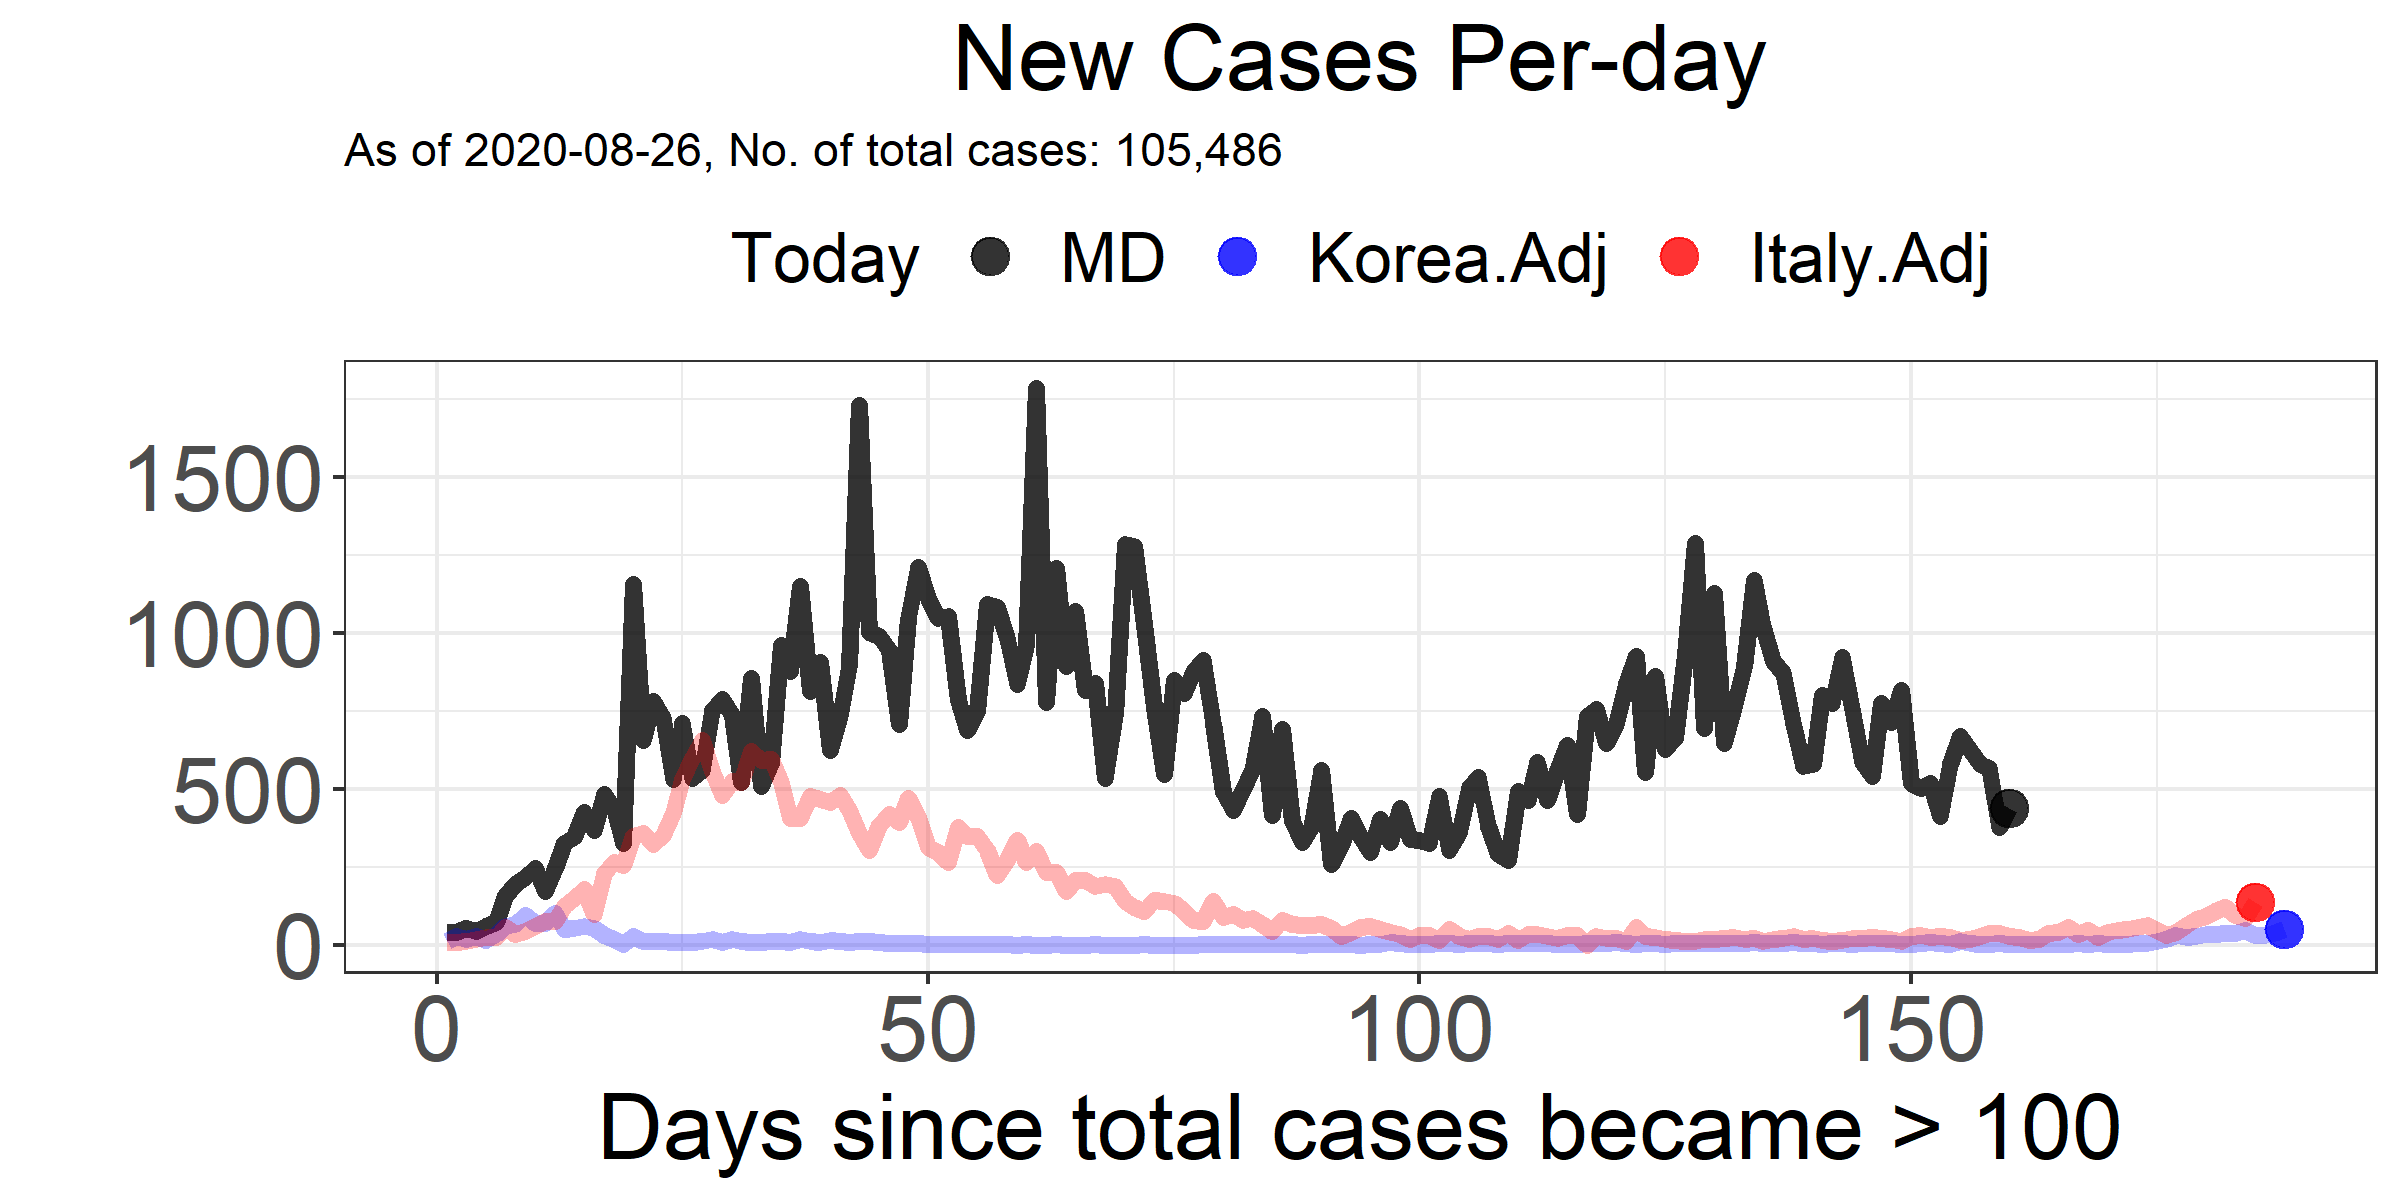 New Cases Per-day
As of 2020-08-26, No. of total cases: 105,486
Today MD Korea.Adj Italy.Adj
1500
1000
500
0
0 50 100 150
Days since total cases became > 100